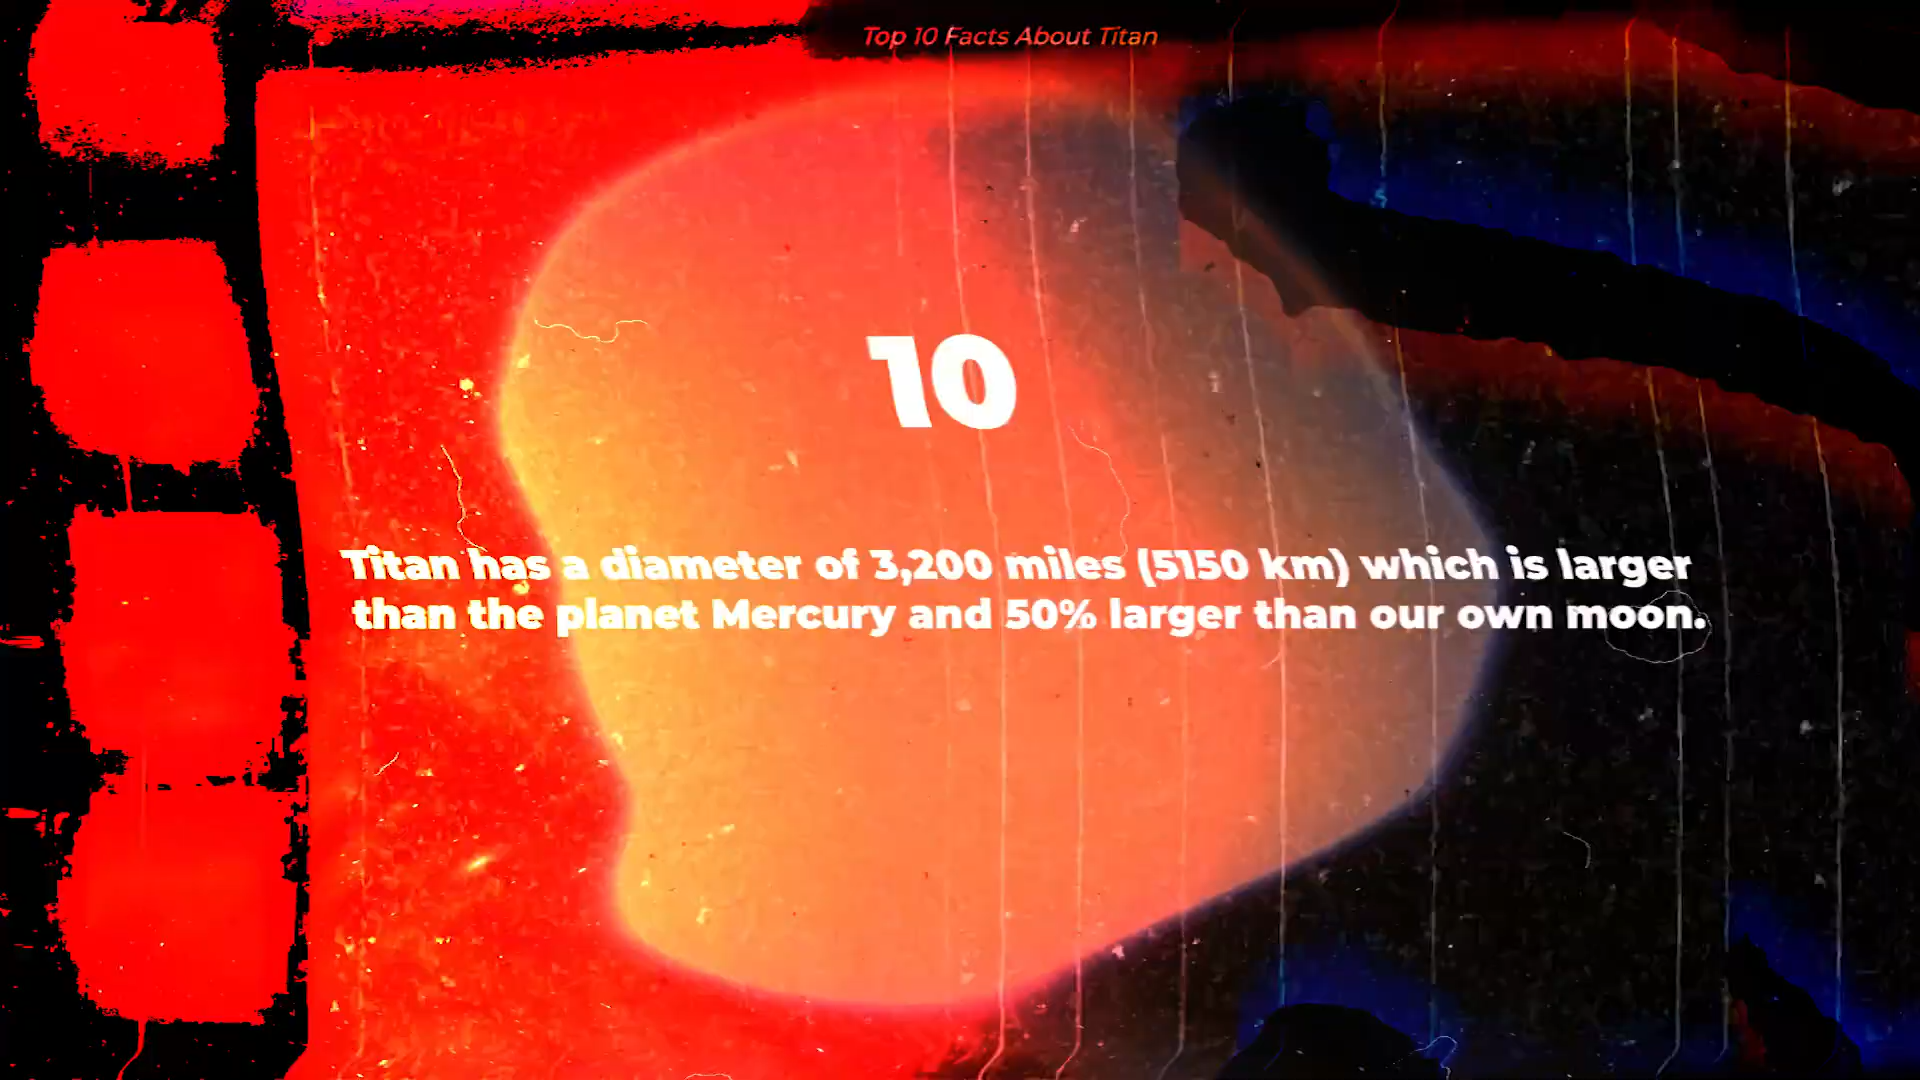 Top 10 Facts About Titan
10
Titan has a diameter of 3,200 miles (5150 km) which is larger
than the planet Mercury and 50% larger than our own moon.